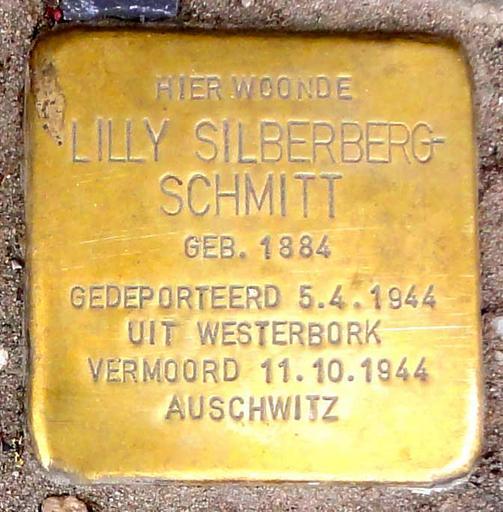 HIER WOONDE
LILLY SILBERBERG-
SCHMITT
GEB. 1884
GEDEPORTEERD 5.4.1944
UIT WESTERBORK
VERMOORD 11.10.1944
AUSCHWITZ